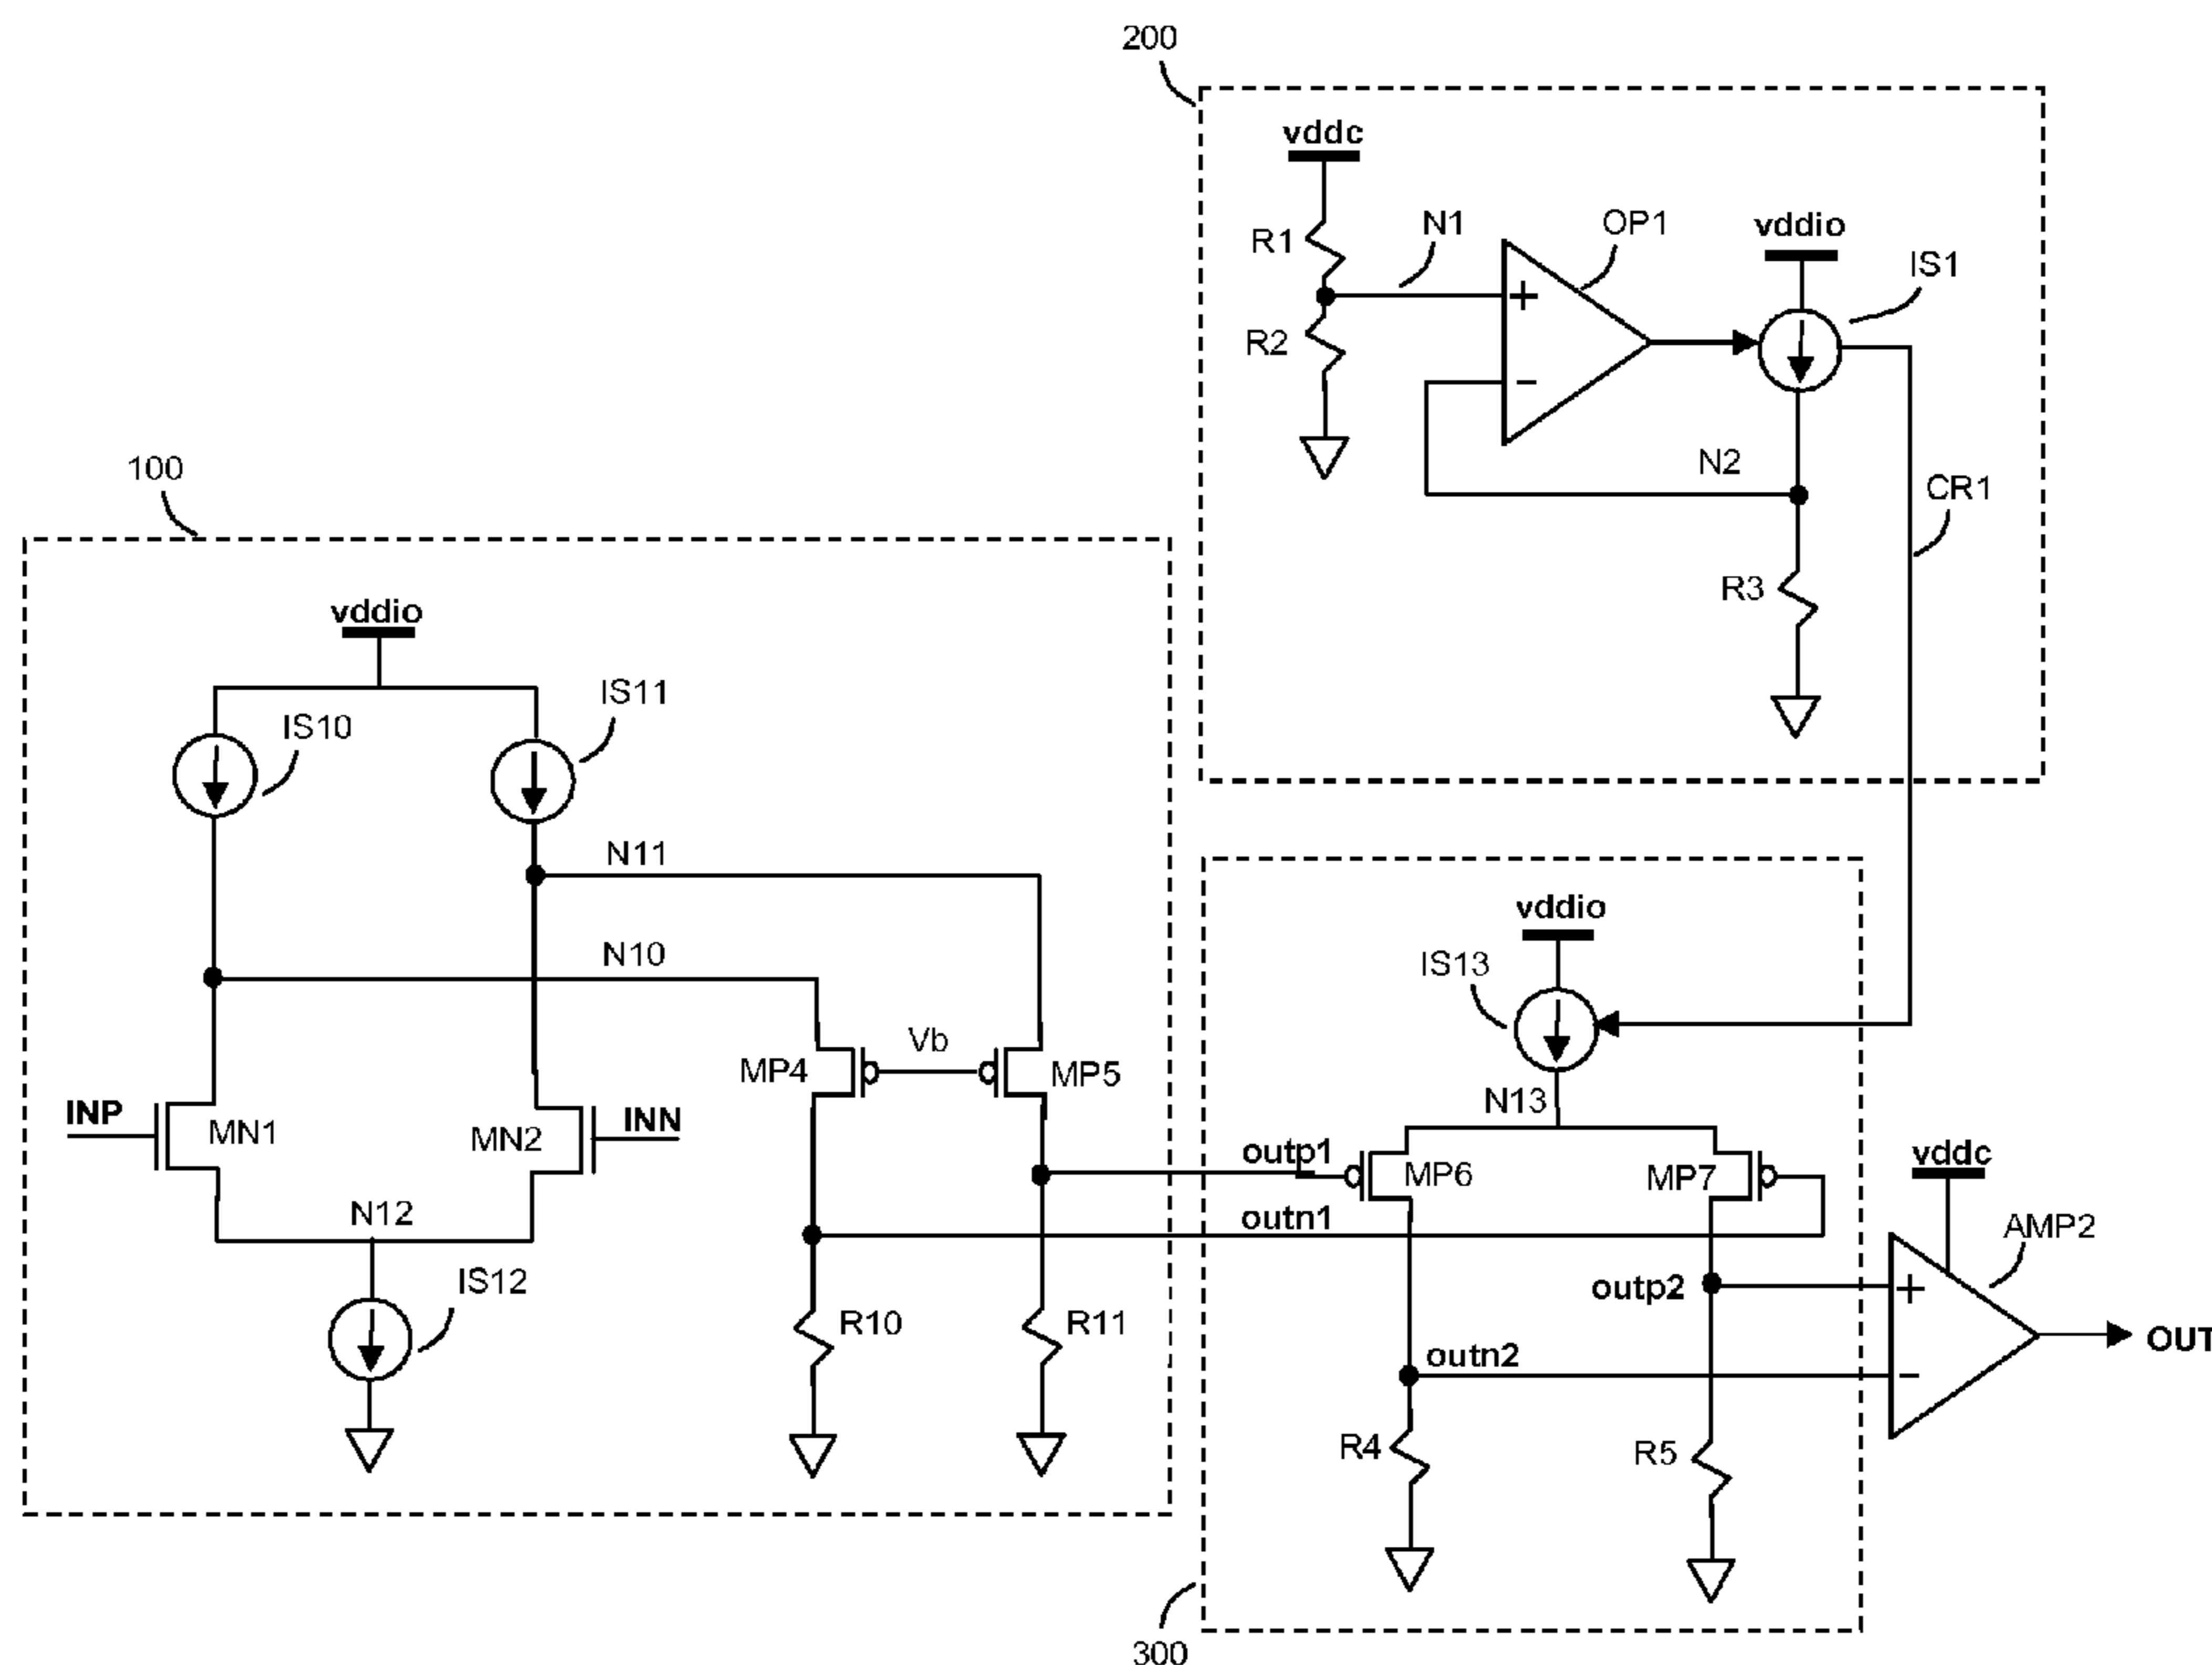 200
vddc
R1
N1
OP1
vddio
IS1
+
R2
−
N2
CR1
R3
100
vddio
IS10
IS11
N11
N10
MP4
Vb
MP5
INP
MN1
MN2
INN
N12
IS12
R10
R11
outp1
outn1
vddio
IS13
N13
MP6
MP7
vddc
AMP2
outp2
+
OUT
outn2
−
R4
R5
300